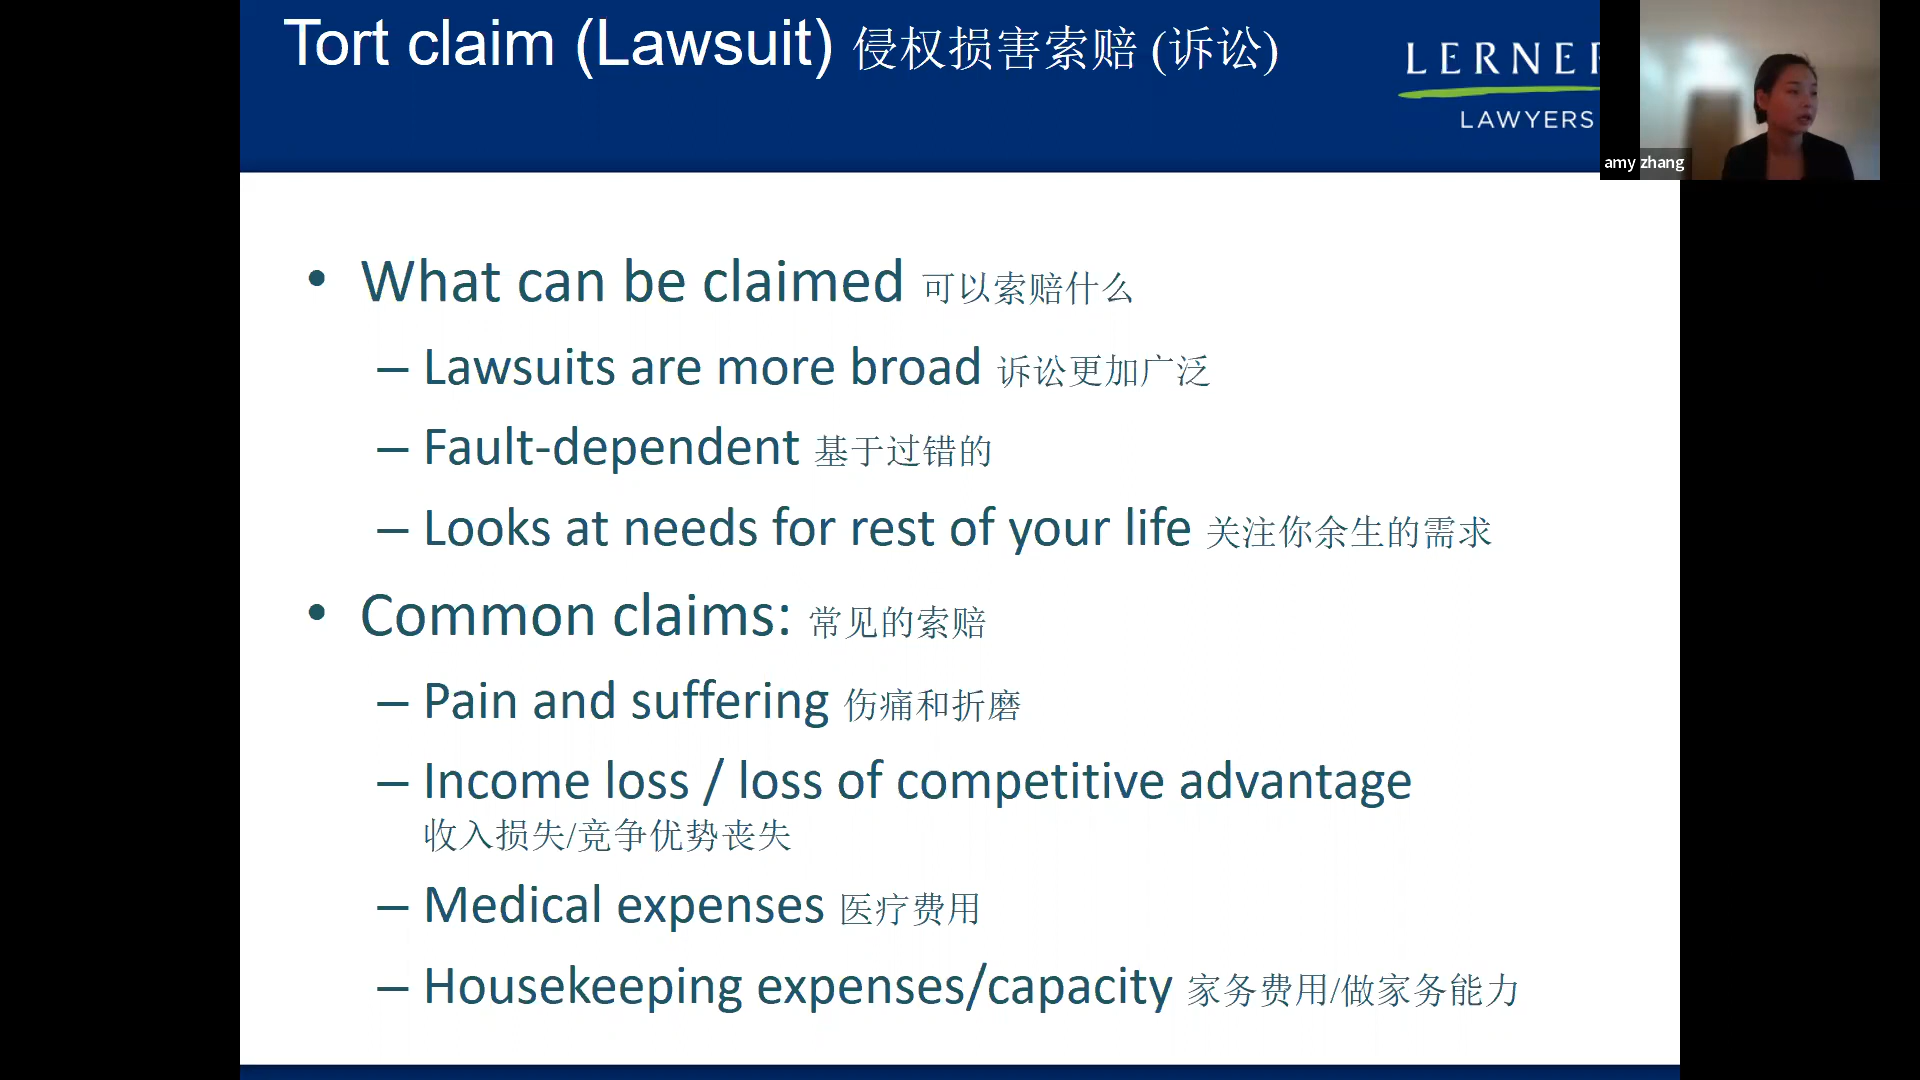 Tort claim (Lawsuit) 侵权损害索赔 (诉讼)
LERNER
LAWYERS
amy zhang
• What can be claimed 可以索赔什么
– Lawsuits are more broad 诉讼更加广泛
– Fault-dependent 基于过错的
– Looks at needs for rest of your life 关注你余生的需求
• Common claims: 常见的索赔
– Pain and suffering 伤痛和折磨
– Income loss / loss of competitive advantage
收入损失/竞争优势丧失
– Medical expenses 医疗费用
– Housekeeping expenses/capacity 家务费用/做家务能力